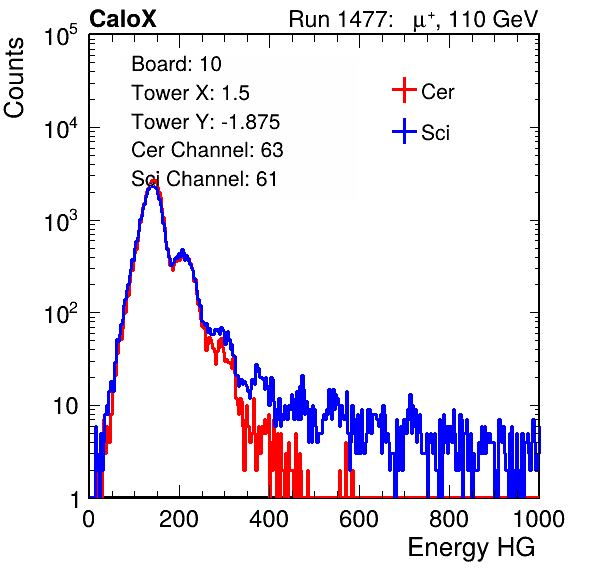 CaloX Run 1477: μ⁺, 110 GeV
Counts
Board: 10
Tower X: 1.5
Tower Y: -1.875
Cer Channel: 63
Sci Channel: 61
Cer
Sci
10⁵
10⁴
10³
10²
10
1
0 200 400 600 800 1000
Energy HG